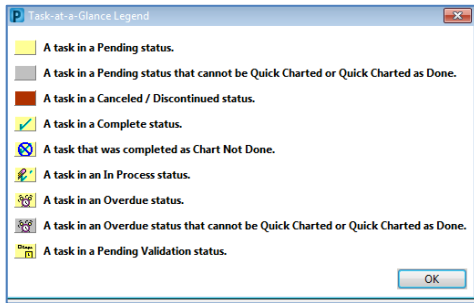 P Task-at-a-Glance Legend
A task in a Pending status.
A task in a Pending status that cannot be Quick Charted or Quick Charted as Done.
A task in a Canceled / Discontinued status.
A task in a Complete status.
A task that was completed as Chart Not Done.
A task in an In Process status.
A task in an Overdue status.
A task in an Overdue status that cannot be Quick Charted or Quick Charted as Done.
A task in a Pending Validation status.
OK